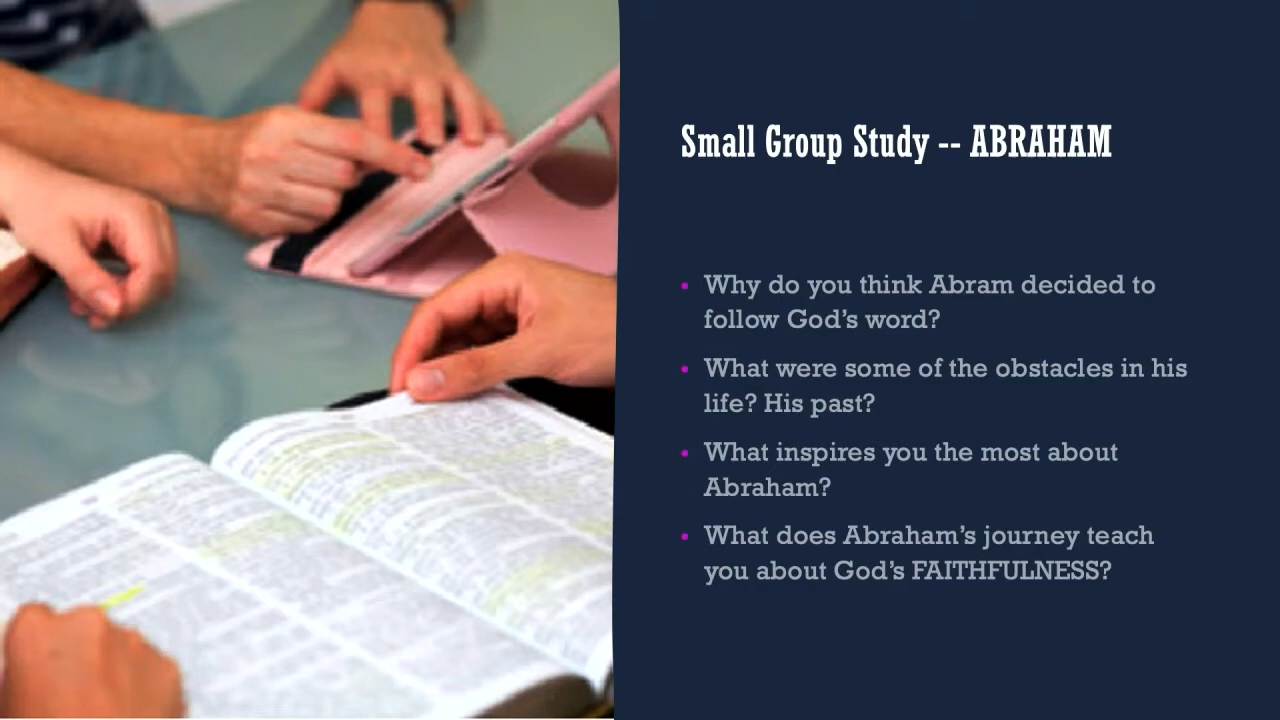 Small Group Study -- ABRAHAM
• Why do you think Abram decided to
follow God’s word?
• What were some of the obstacles in his
life? His past?
• What inspires you the most about
Abraham?
• What does Abraham’s journey teach
you about God’s FAITHFULNESS?